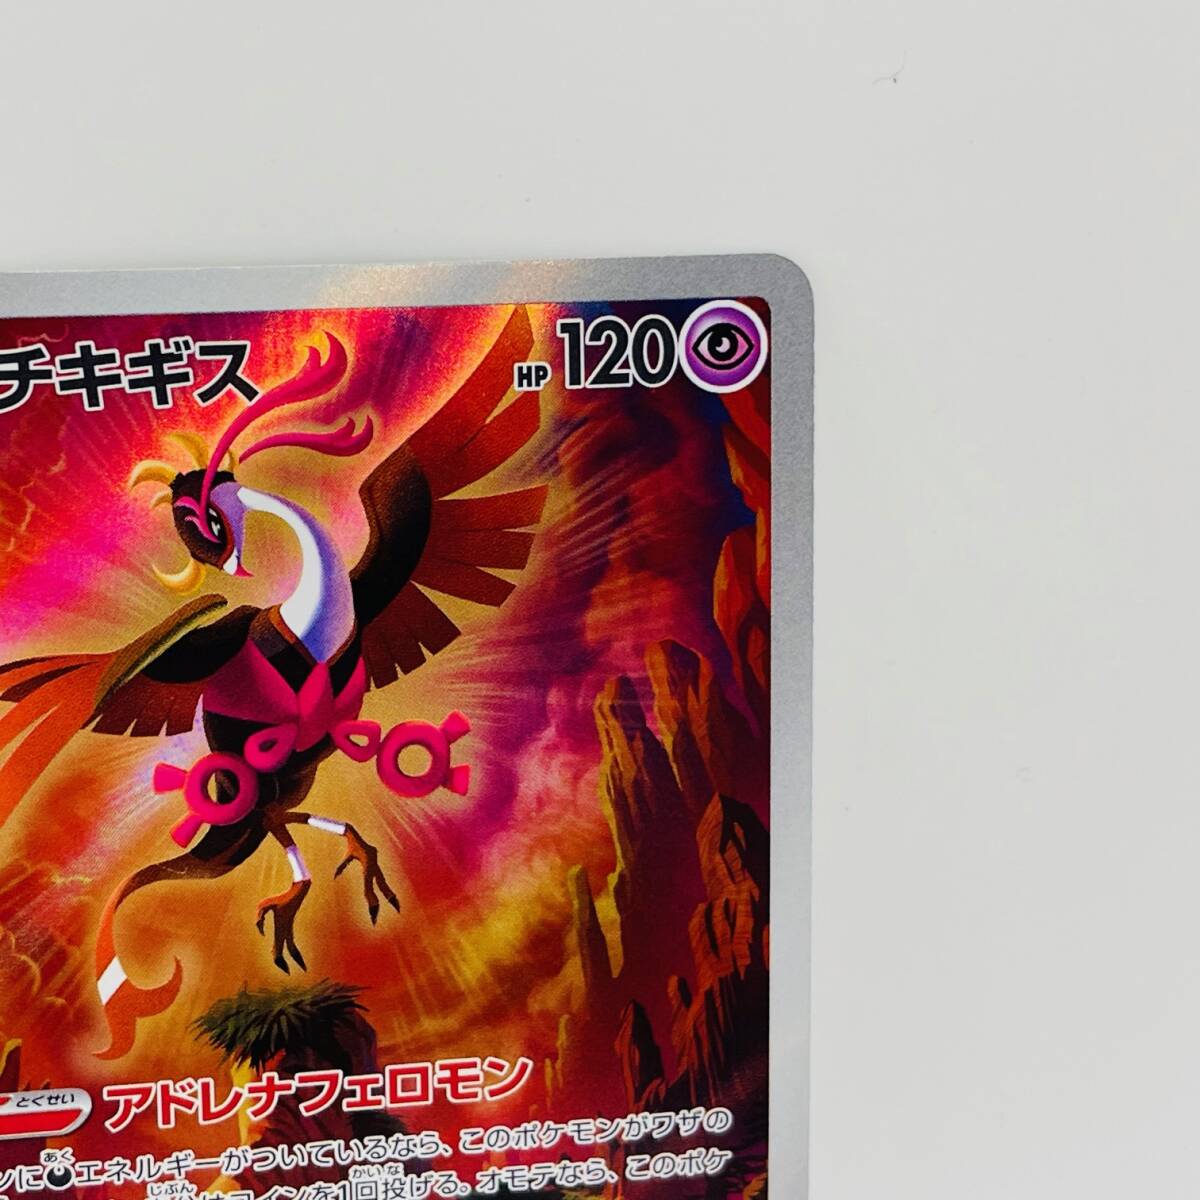 チキギス HP120
とくせい アドレナフェロモン
ンに エネルギーがついているなら、このポケモンがワザの
コインを1回投げる。オモテなら、このポケ